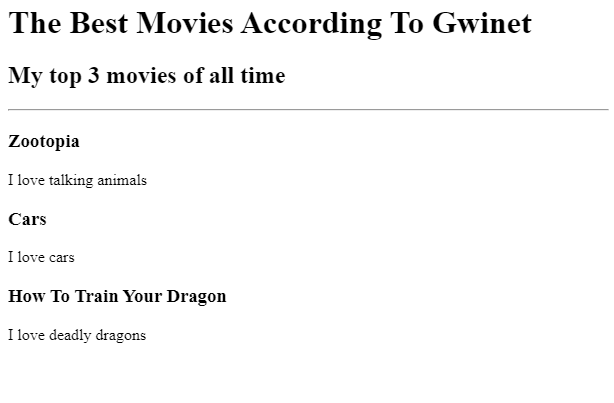 The Best Movies According To Gwinet
My top 3 movies of all time
Zootopia
I love talking animals
Cars
I love cars
How To Train Your Dragon
I love deadly dragons